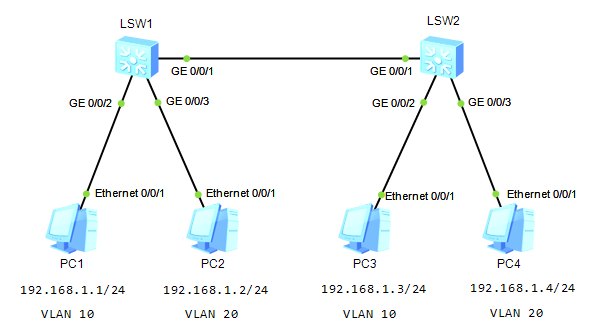 LSW1
LSW2
GE 0/0/1
GE 0/0/1
GE 0/0/2
GE 0/0/3
GE 0/0/2
GE 0/0/3
Ethernet 0/0/1
Ethernet 0/0/1
Ethernet 0/0/1
Ethernet 0/0/1
PC1
PC2
PC3
PC4
192.168.1.1/24
192.168.1.2/24
192.168.1.3/24
192.168.1.4/24
VLAN 10
VLAN 20
VLAN 10
VLAN 20